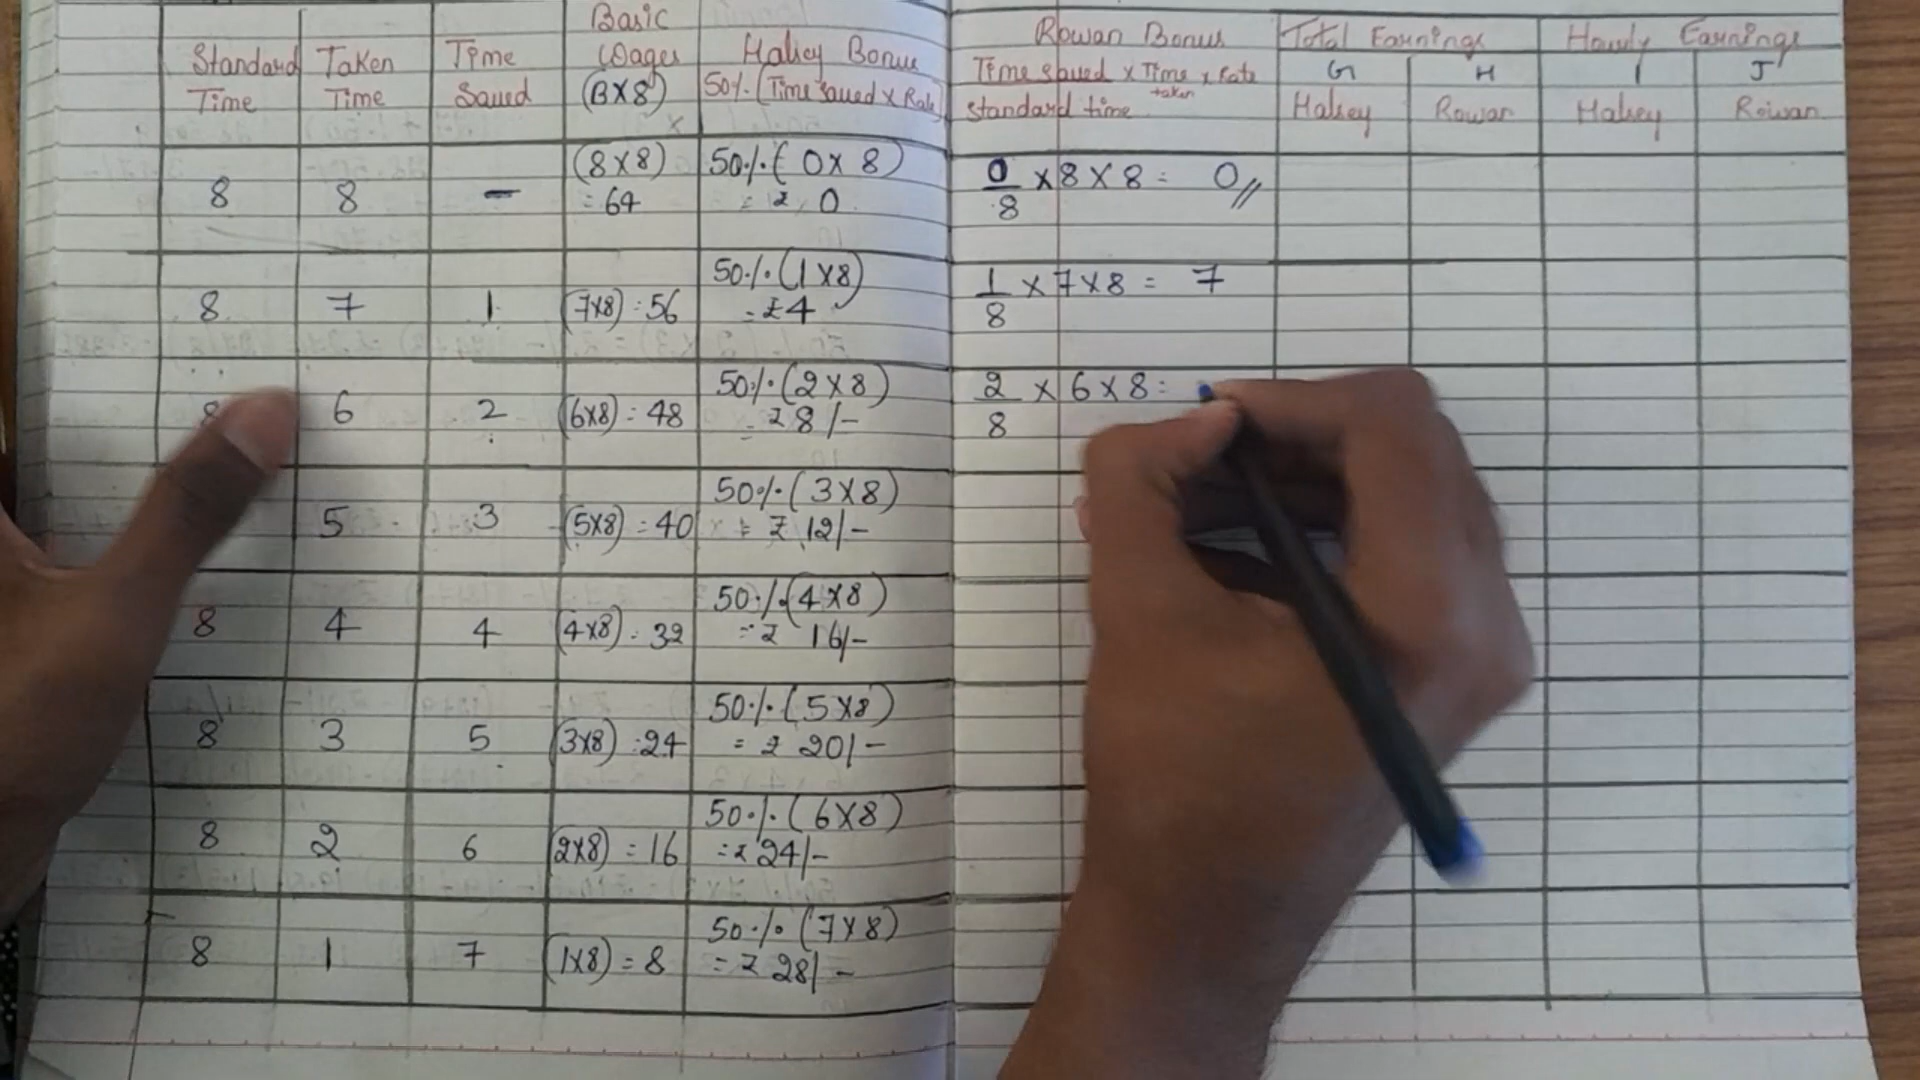 Standard Time
Taken Time
Time Saved
Basic Wages (B×8)
Halsey Bonus
50% (Time saved × Rate)
Rowan Bonus
Time saved × Time taken × Rate
standard time
Total Earnings
G Halsey
H Rowan
Hourly Earnings
I Halsey
J Rowan
8 8 - (8×8) = 64 50% (0×8) = ₹ 0
0/8 ×8×8 = 0
8 7 1 (7×8) = 56 50% (1×8) = ₹4
1/8 × 7×8 = 7
6 2 (6×8) = 48 50% (2×8) = ₹8/-
2/8 × 6×8 =
5 3 (5×8) = 40 50% (3×8) = ₹ 12/-
8 4 4 (4×8) = 32 50% (4×8) = ₹ 16/-
8 3 5 (3×8) = 24 50% (5×8) = ₹ 20/-
8 2 6 (2×8) = 16 50% (6×8) = ₹ 24/-
8 1 7 (1×8) = 8 50% (7×8) = ₹ 28/-